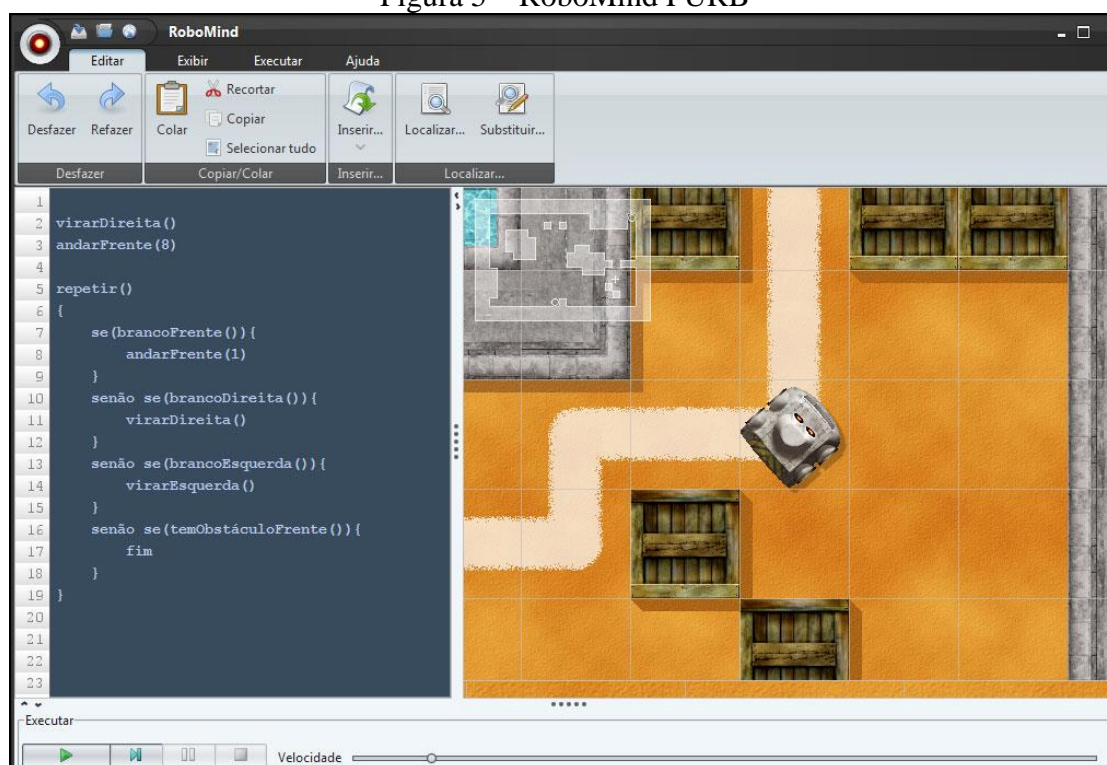 Figura 5 – RoboMind FURB
RoboMind
Editar Exibir Executar Ajuda
Desfazer Refazer Colar Recortar Copiar Selecionar tudo Inserir... Localizar... Substituir...
Desfazer Copiar/Colar Inserir... Localizar...
1
2 virarDireita()
3 andarFrente(8)
4
5 repetir()
6 {
7 se(brancoFrente()){
8 andarFrente(1)
9 }
10 senão se(brancoDireita()){
11 virarDireita()
12 }
13 senão se(brancoEsquerda()){
14 virarEsquerda()
15 }
16 senão se(temObstáculoFrente()){
17 fim
18 }
19 }
20
21
22
23
Executar
Velocidade